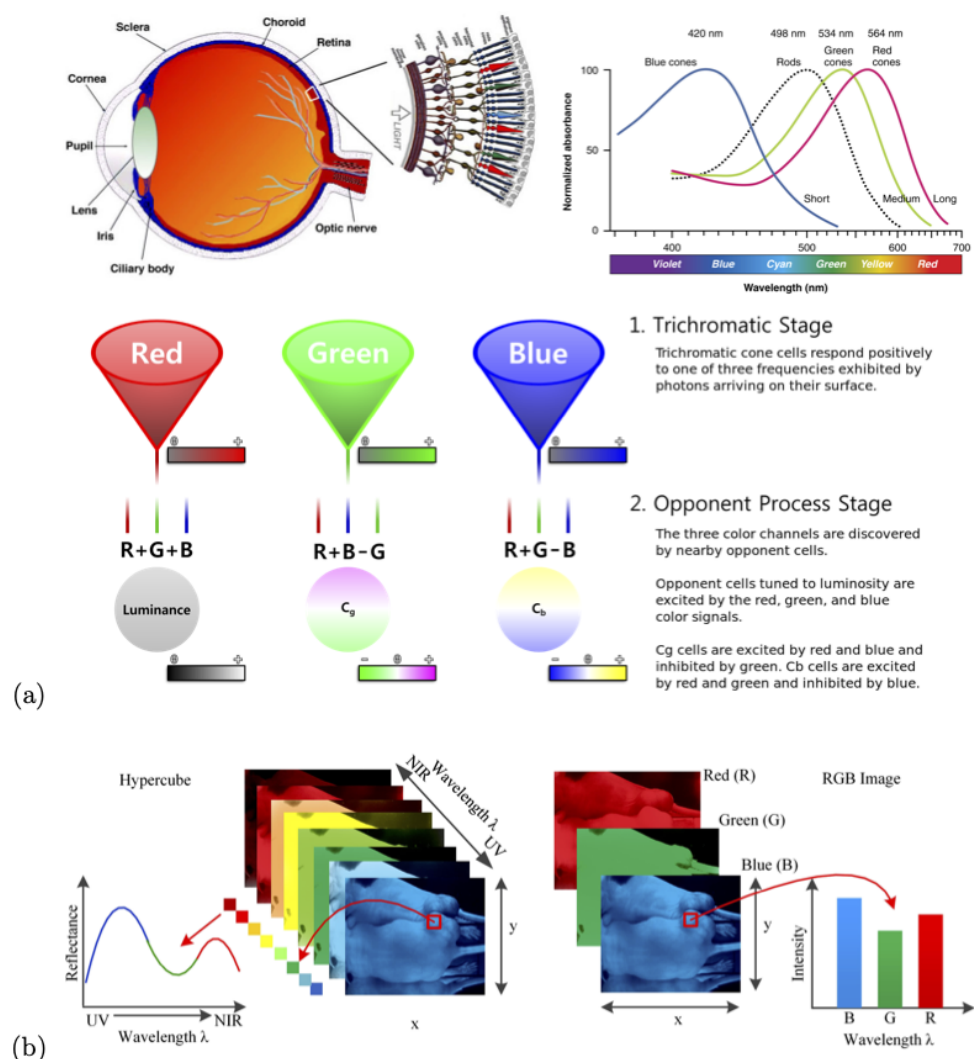 Sclera
Choroid
Retina
Cornea
Pupil
Lens
Iris
Ciliary body
Optic nerve
LIGHT
420 nm
498 nm
534 nm
564 nm
Blue cones
Rods
Green
cones
Red
cones
Normalized absorbance
100
50
0
Short
Medium
Long
400
500
600
700
Violet
Blue
Cyan
Green
Yellow
Red
Wavelength (nm)
Red
Green
Blue
0 +
0 +
0 +
1. Trichromatic Stage
Trichromatic cone cells respond positively
to one of three frequencies exhibited by
photons arriving on their surface.
R+G+B
R+B-G
R+G-B
Luminance
Cg
Cb
0 +
- 0 +
- 0 +
2. Opponent Process Stage
The three color channels are discovered
by nearby opponent cells.
Opponent cells tuned to luminosity are
excited by the red, green, and blue
color signals.
Cg cells are excited by red and blue and
inhibited by green. Cb cells are excited
by red and green and inhibited by blue.
(a)
Hypercube
NIR
Wavelength λ
UV
Reflectance
UV
NIR
Wavelength λ
y
x
Red (R)
Green (G)
Blue (B)
RGB Image
y
x
Intensity
B
G
R
Wavelength λ
(b)